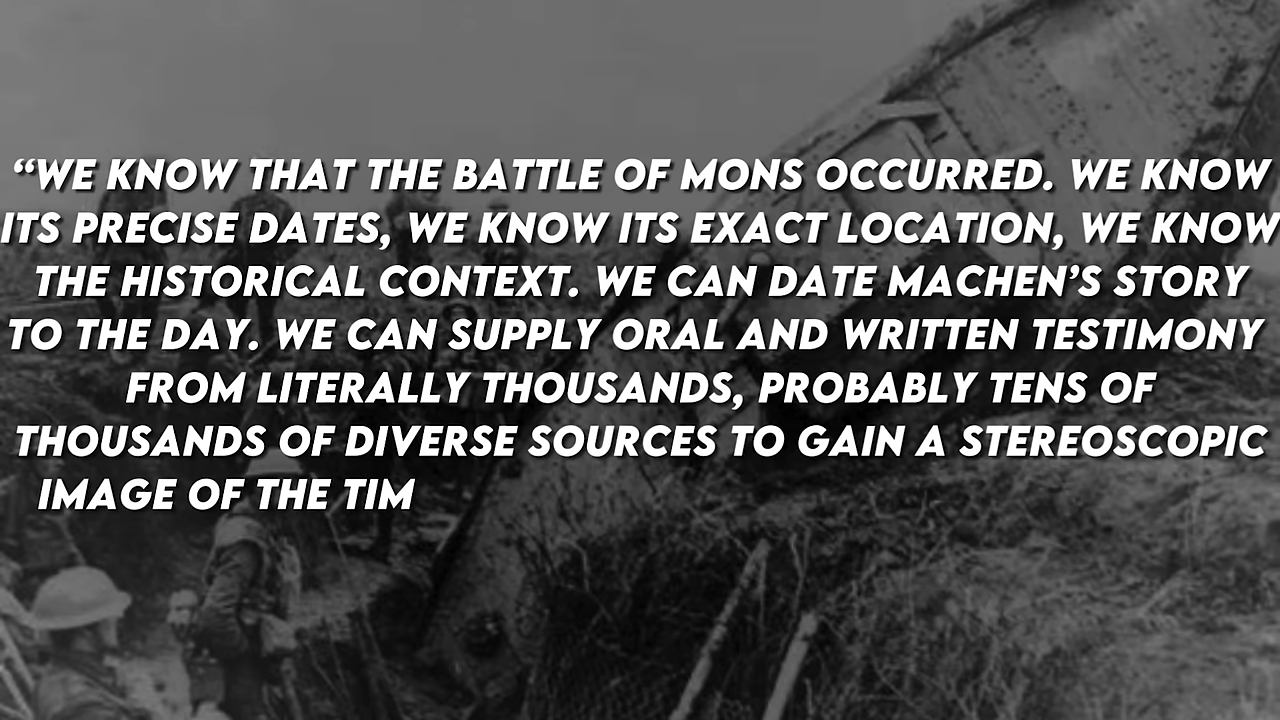 “WE KNOW THAT THE BATTLE OF MONS OCCURRED. WE KNOW
ITS PRECISE DATES, WE KNOW ITS EXACT LOCATION, WE KNOW
THE HISTORICAL CONTEXT. WE CAN DATE MACHEN’S STORY
TO THE DAY. WE CAN SUPPLY ORAL AND WRITTEN TESTIMONY
FROM LITERALLY THOUSANDS, PROBABLY TENS OF
THOUSANDS OF DIVERSE SOURCES TO GAIN A STEREOSCOPIC
IMAGE OF THE TIM